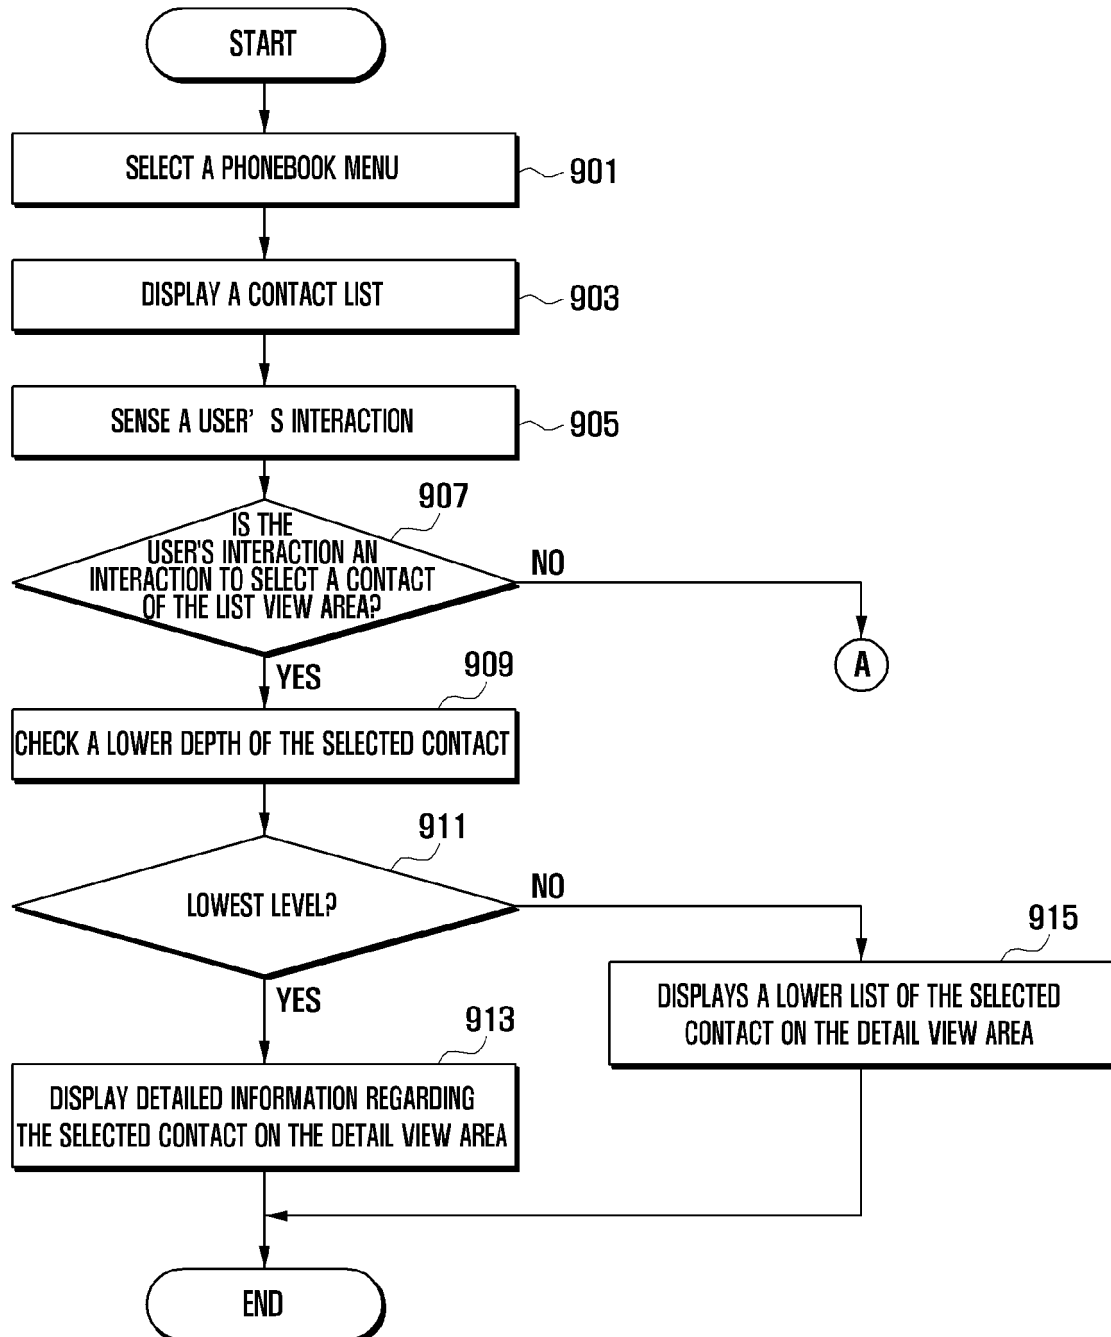 START
SELECT A PHONEBOOK MENU
901
DISPLAY A CONTACT LIST
903
SENSE A USER' S INTERACTION
905
907
IS THE
USER'S INTERACTION AN
INTERACTION TO SELECT A CONTACT
OF THE LIST VIEW AREA?
NO
A
YES
909
CHECK A LOWER DEPTH OF THE SELECTED CONTACT
911
LOWEST LEVEL?
NO
915
DISPLAYS A LOWER LIST OF THE SELECTED
CONTACT ON THE DETAIL VIEW AREA
YES
913
DISPLAY DETAILED INFORMATION REGARDING
THE SELECTED CONTACT ON THE DETAIL VIEW AREA
END